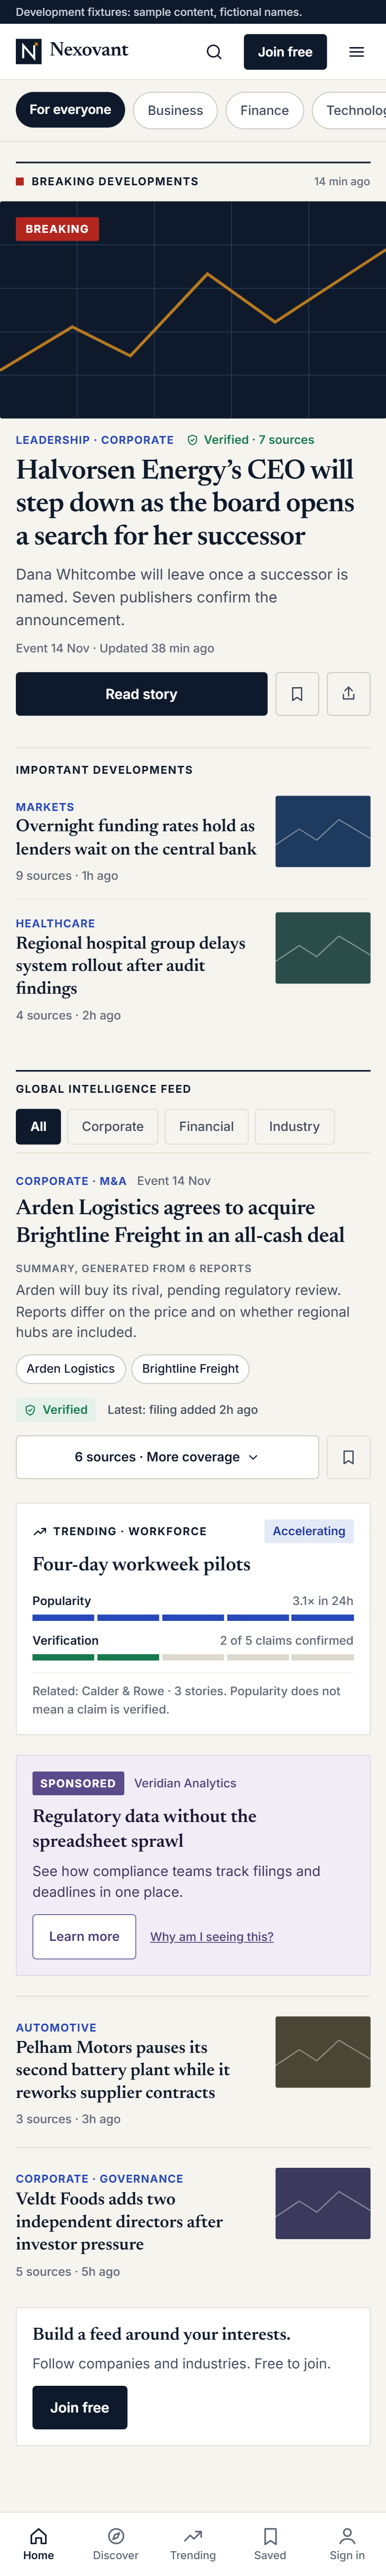 Development fixtures: sample content, fictional names.
N Nexovant
Join free
For everyone
Business
Finance
Technolog
BREAKING DEVELOPMENTS
14 min ago
BREAKING
LEADERSHIP · CORPORATE
Verified · 7 sources
Halvorsen Energy’s CEO will
step down as the board opens
a search for her successor
Dana Whitcombe will leave once a successor is
named. Seven publishers confirm the
announcement.
Event 14 Nov · Updated 38 min ago
Read story
IMPORTANT DEVELOPMENTS
MARKETS
Overnight funding rates hold as
lenders wait on the central bank
9 sources · 1h ago
HEALTHCARE
Regional hospital group delays
system rollout after audit
findings
4 sources · 2h ago
GLOBAL INTELLIGENCE FEED
All
Corporate
Financial
Industry
CORPORATE · M&A
Event 14 Nov
Arden Logistics agrees to acquire
Brightline Freight in an all-cash deal
SUMMARY, GENERATED FROM 6 REPORTS
Arden will buy its rival, pending regulatory review.
Reports differ on the price and on whether regional
hubs are included.
Arden Logistics
Brightline Freight
Verified
Latest: filing added 2h ago
6 sources · More coverage
TRENDING · WORKFORCE
Accelerating
Four-day workweek pilots
Popularity
3.1× in 24h
Verification
2 of 5 claims confirmed
Related: Calder & Rowe · 3 stories. Popularity does not
mean a claim is verified.
SPONSORED
Veridian Analytics
Regulatory data without the
spreadsheet sprawl
See how compliance teams track filings and
deadlines in one place.
Learn more
Why am I seeing this?
AUTOMOTIVE
Pelham Motors pauses its
second battery plant while it
reworks supplier contracts
3 sources · 3h ago
CORPORATE · GOVERNANCE
Veldt Foods adds two
independent directors after
investor pressure
5 sources · 5h ago
Build a feed around your interests.
Follow companies and industries. Free to join.
Join free
Home
Discover
Trending
Saved
Sign in